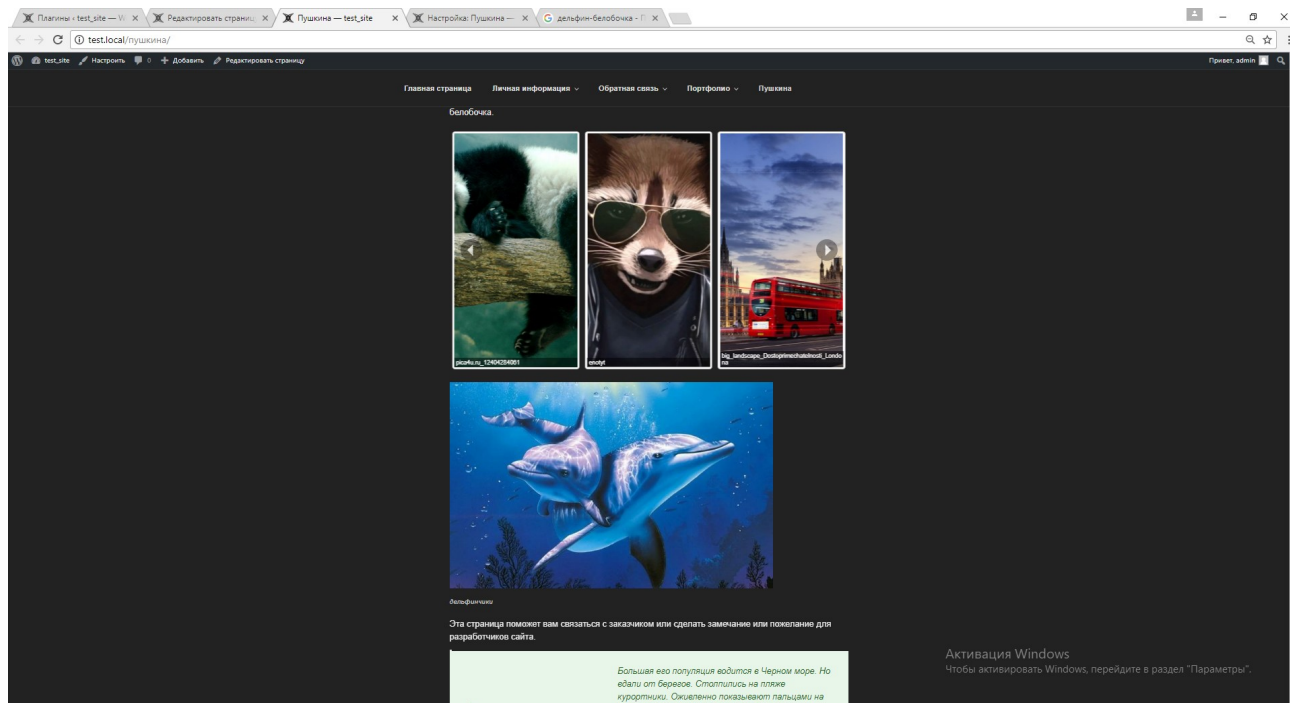 Плагины ‹ test_site — W
Редактировать страниц
Пушкина — test_site
Настройка: Пушкина —
дельфин-белобочка - П
test.local/пушкина/
test_site Настроить 0 Добавить Редактировать страницу Привет, admin
Главная страница Личная информация Обратная связь Портфолио Пушкина
белобочка.
pica4u.ru_12404284061
enotyt
big_landscape_Dostoprimechatelnosti_Londo
na
дельфинчики
Эта страница поможет вам связаться с заказчиком или сделать замечание или пожелание для
разработчиков сайта.
Большая его популяция водится в Черном море. Но
вдали от берегов. Столпились на пляже
курортники. Оживленно показывают пальцами на
Активация Windows
Чтобы активировать Windows, перейдите в раздел "Параметры".